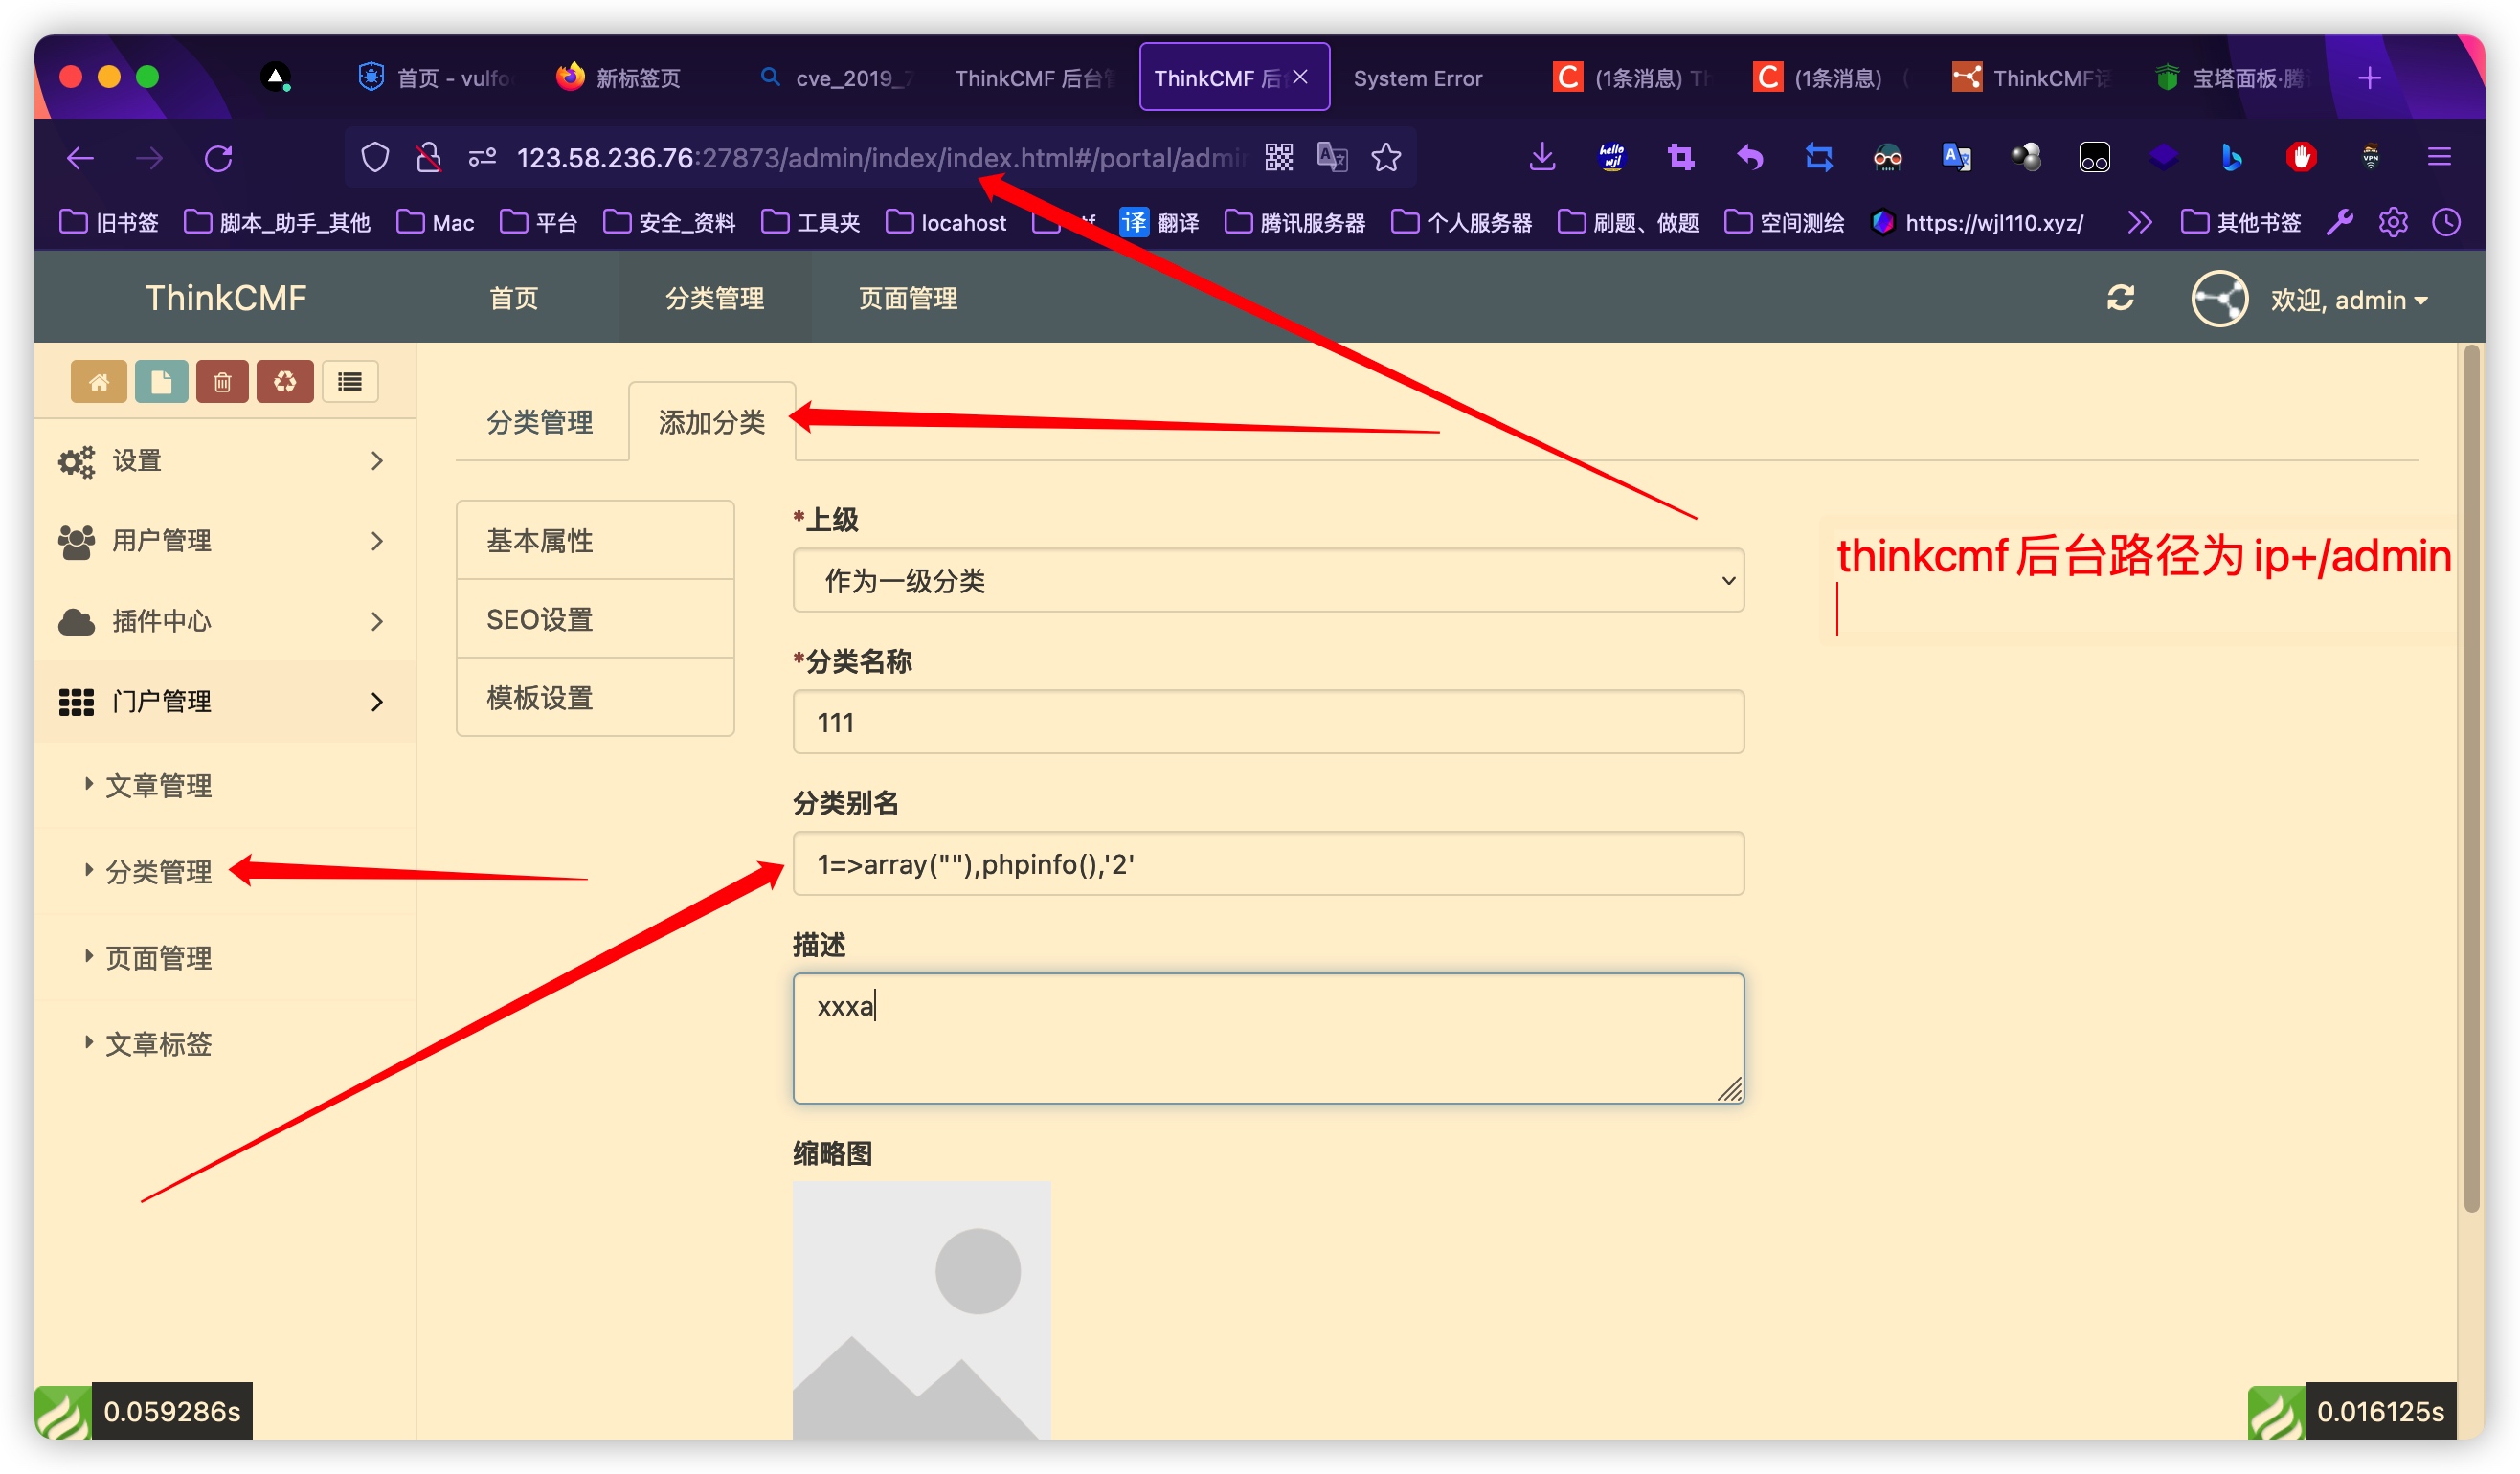 首页 - vulfo
新标签页
cve_2019_7
ThinkCMF 后台
ThinkCMF 后
System Error
(1条消息) Th
(1条消息)
ThinkCMF
宝塔面板·腾
123.58.236.76:27873/admin/index/index.html#/portal/admi
旧书签
脚本_助手_其他
Mac
平台
安全_资料
工具夹
locahost
翻译
腾讯服务器
个人服务器
刷题、做题
空间测绘
https://wjl110.xyz/
其他书签
ThinkCMF
首页
分类管理
页面管理
欢迎, admin
设置
用户管理
插件中心
门户管理
文章管理
分类管理
页面管理
文章标签
分类管理
添加分类
基本属性
SEO设置
模板设置
*上级
作为一级分类
*分类名称
111
分类别名
1=>array(""),phpinfo(),'2'
描述
xxxa
缩略图
thinkcmf 后台路径为 ip+/admin
0.059286s
0.016125s